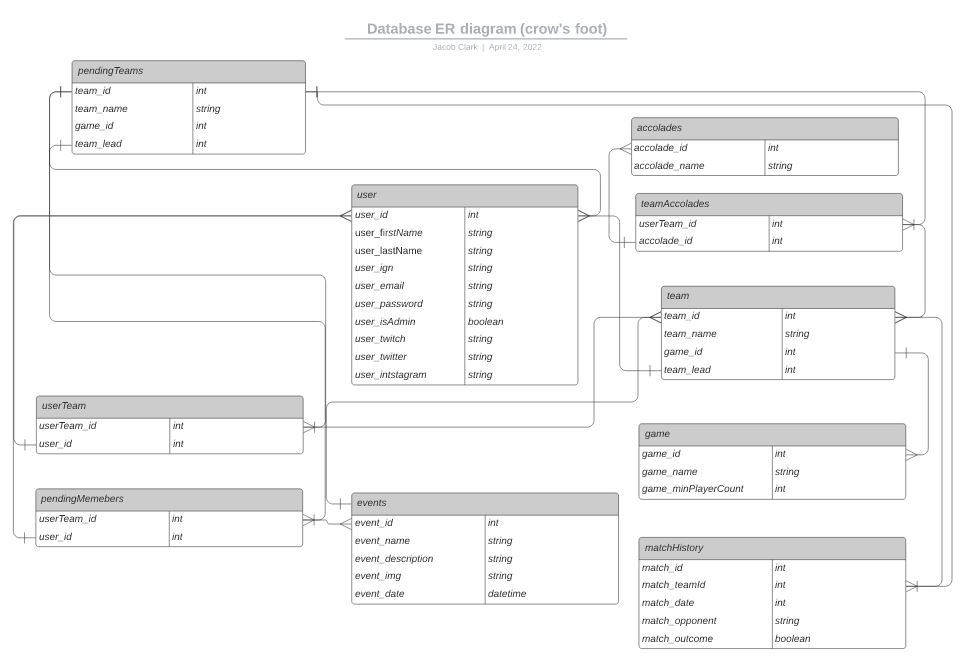 Database ER diagram (crow's foot)
Jacob Clark | April 24, 2022
pendingTeams
team_id int
team_name string
game_id int
team_lead int
accolades
accolade_id int
accolade_name string
teamAccolades
userTeam_id int
accolade_id int
user
user_id int
user_firstName string
user_lastName string
user_ign string
user_email string
user_password string
user_isAdmin boolean
user_twitch string
user_twitter string
user_intstagram string
team
team_id int
team_name string
game_id int
team_lead int
userTeam
userTeam_id int
user_id int
game
game_id int
game_name string
game_minPlayerCount int
pendingMemebers
userTeam_id int
user_id int
events
event_id int
event_name string
event_description string
event_img string
event_date datetime
matchHistory
match_id int
match_teamId int
match_date int
match_opponent string
match_outcome boolean